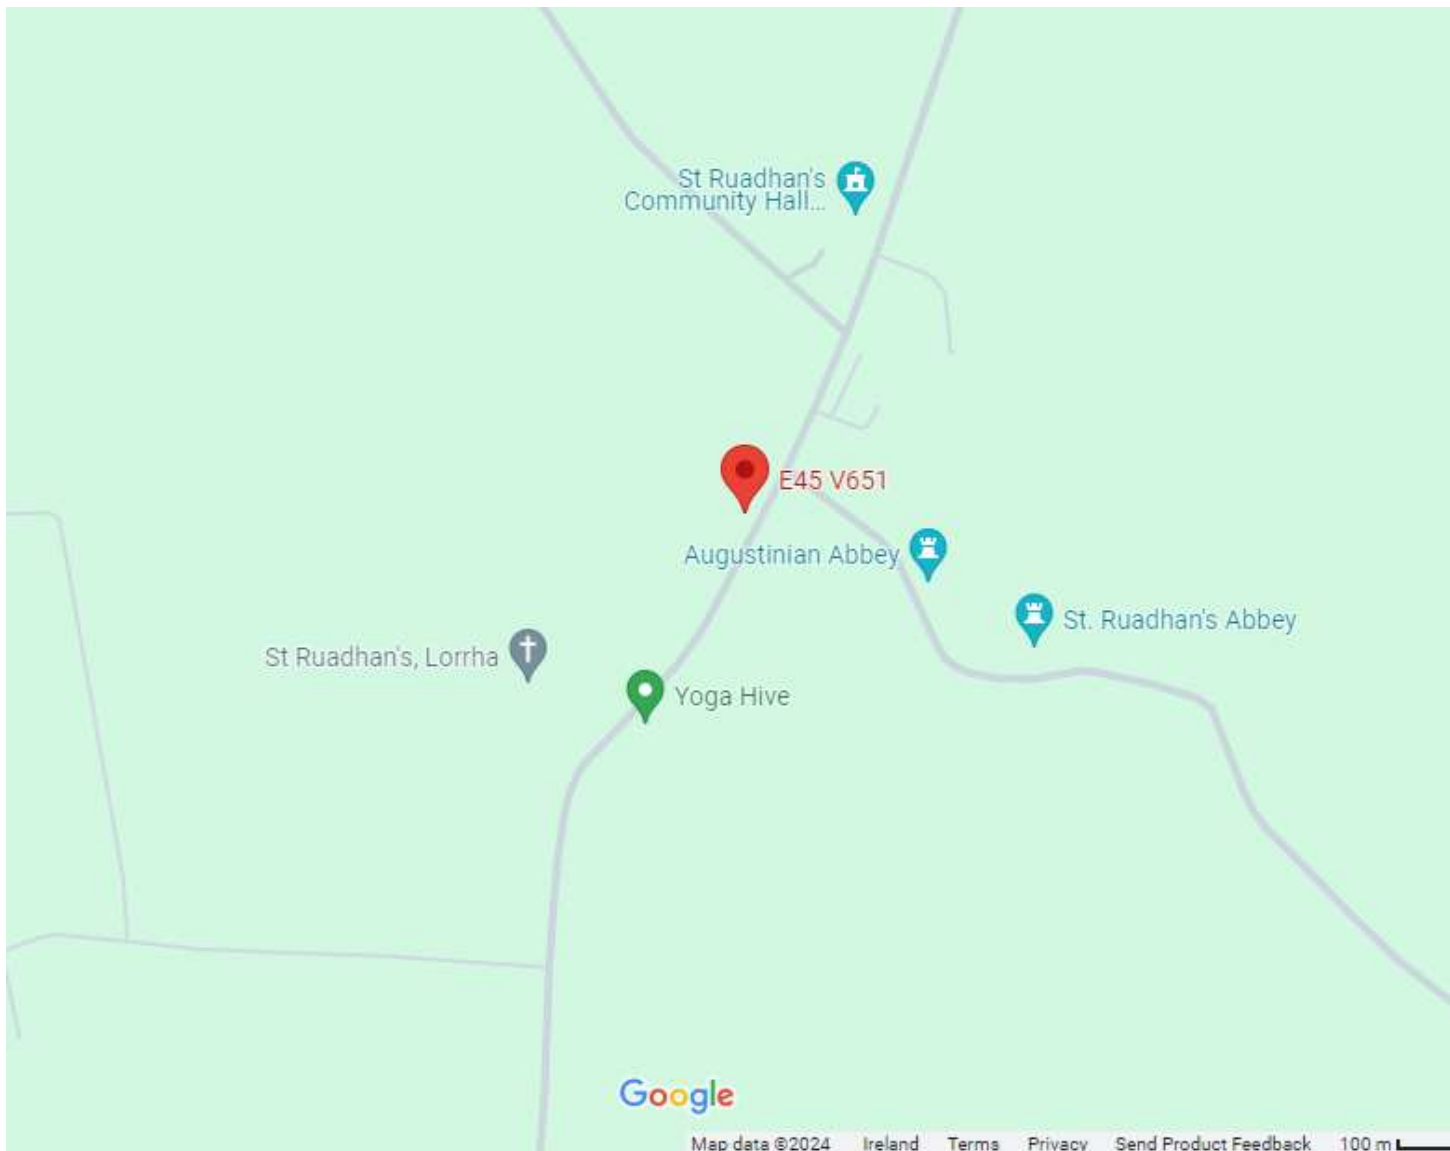 St Ruadhan's
Community Hall...
E45 V651
Augustinian Abbey
St. Ruadhan's Abbey
St Ruadhan's, Lorrha
Yoga Hive
Google
Map data ©2024 Ireland Terms Privacy Send Product Feedback 100 m